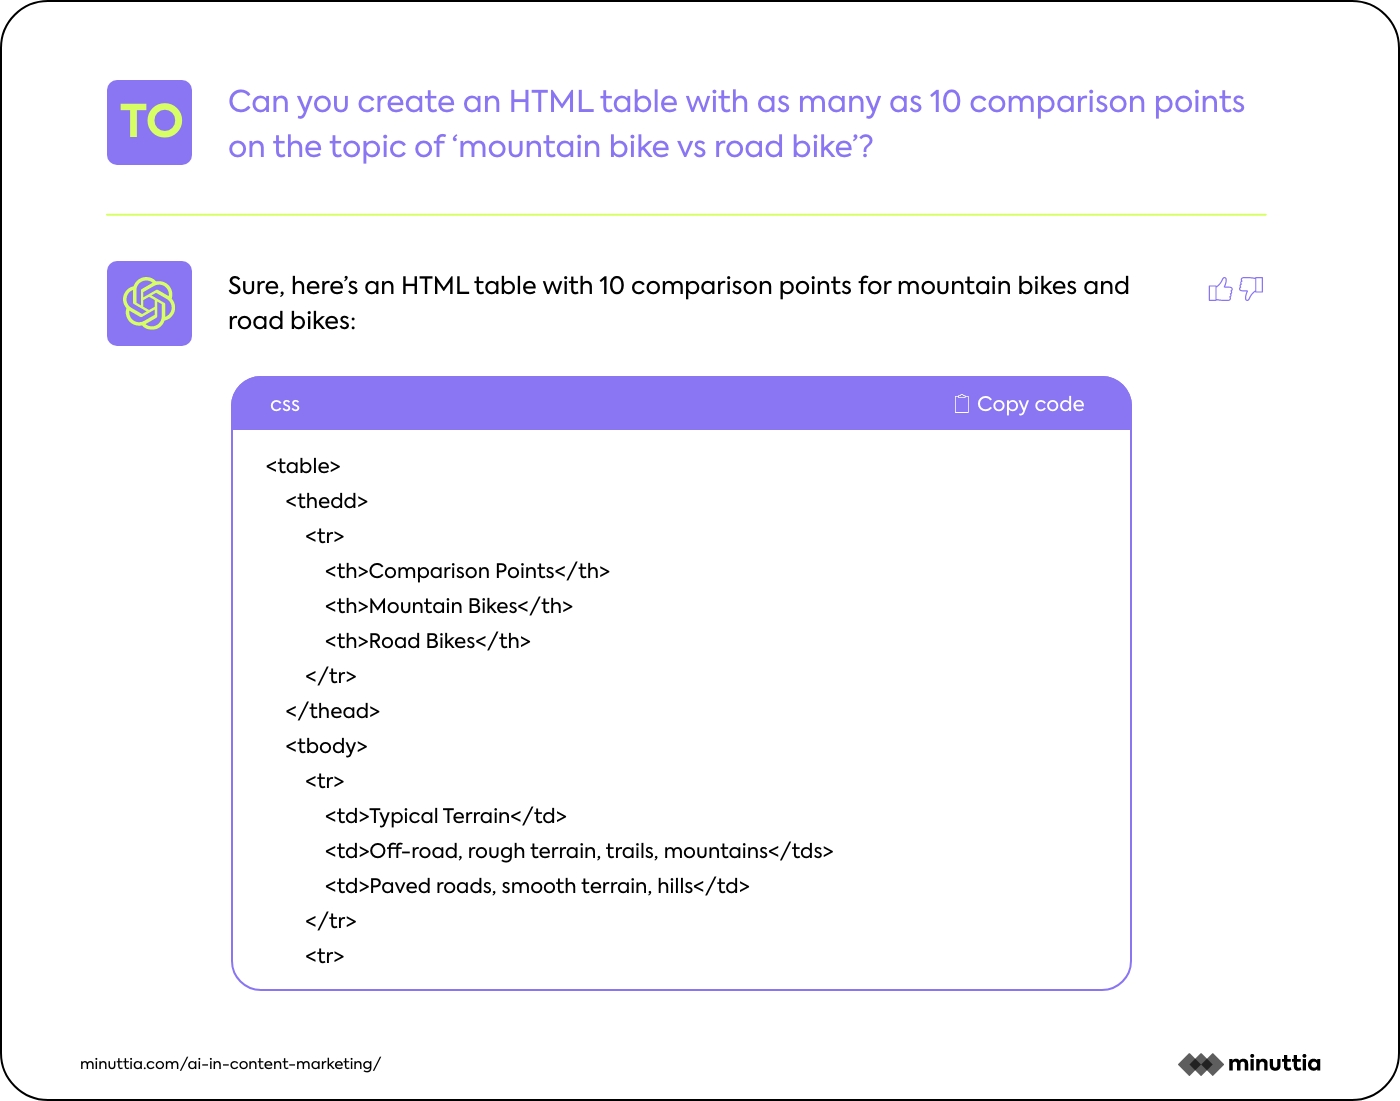 TO
Can you create an HTML table with as many as 10 comparison points
on the topic of ‘mountain bike vs road bike’?
Sure, here’s an HTML table with 10 comparison points for mountain bikes and
road bikes:
css
Copy code
<table>
<thedd>
<tr>
<th>Comparison Points</th>
<th>Mountain Bikes</th>
<th>Road Bikes</th>
</tr>
</thead>
<tbody>
<tr>
<td>Typical Terrain</td>
<td>Off-road, rough terrain, trails, mountains</tds>
<td>Paved roads, smooth terrain, hills</td>
</tr>
<tr>
minuttia.com/ai-in-content-marketing/
minuttia